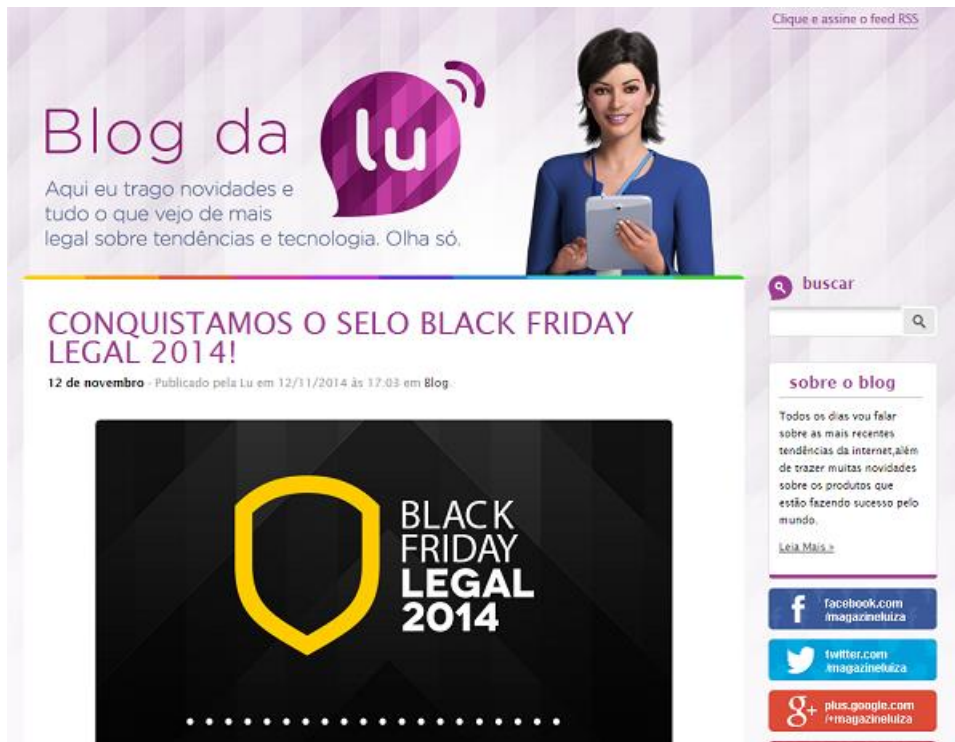 Clique e assine o feed RSS
Blog da lu
Aqui eu trago novidades e
tudo o que vejo de mais
legal sobre tendências e tecnologia. Olha só.
CONQUISTAMOS O SELO BLACK FRIDAY
LEGAL 2014!
12 de novembro - Publicado pela Lu em 12/11/2014 às 17:03 em Blog.
BLACK
FRIDAY
LEGAL
2014
buscar
sobre o blog
Todos os dias vou falar
sobre as mais recentes
tendências da internet,além
de trazer muitas novidades
sobre os produtos que
estão fazendo sucesso pelo
mundo.
Leia Mais »
facebook.com
/magazineluiza
twitter.com
/magazineluiza
g+ plus.google.com
/+magazineluiza